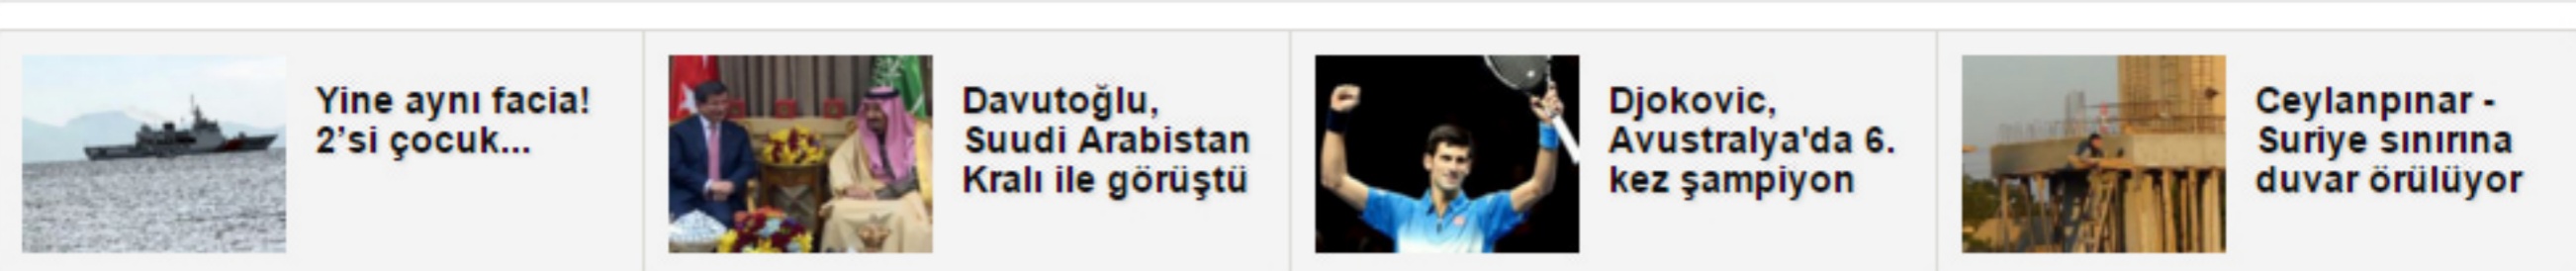 Yine aynı facia!
2’si çocuk...
Davutoğlu,
Suudi Arabistan
Kralı ile görüştü
Djokovic,
Avustralya'da 6.
kez şampiyon
Ceylanpınar -
Suriye sınırına
duvar örülüyor